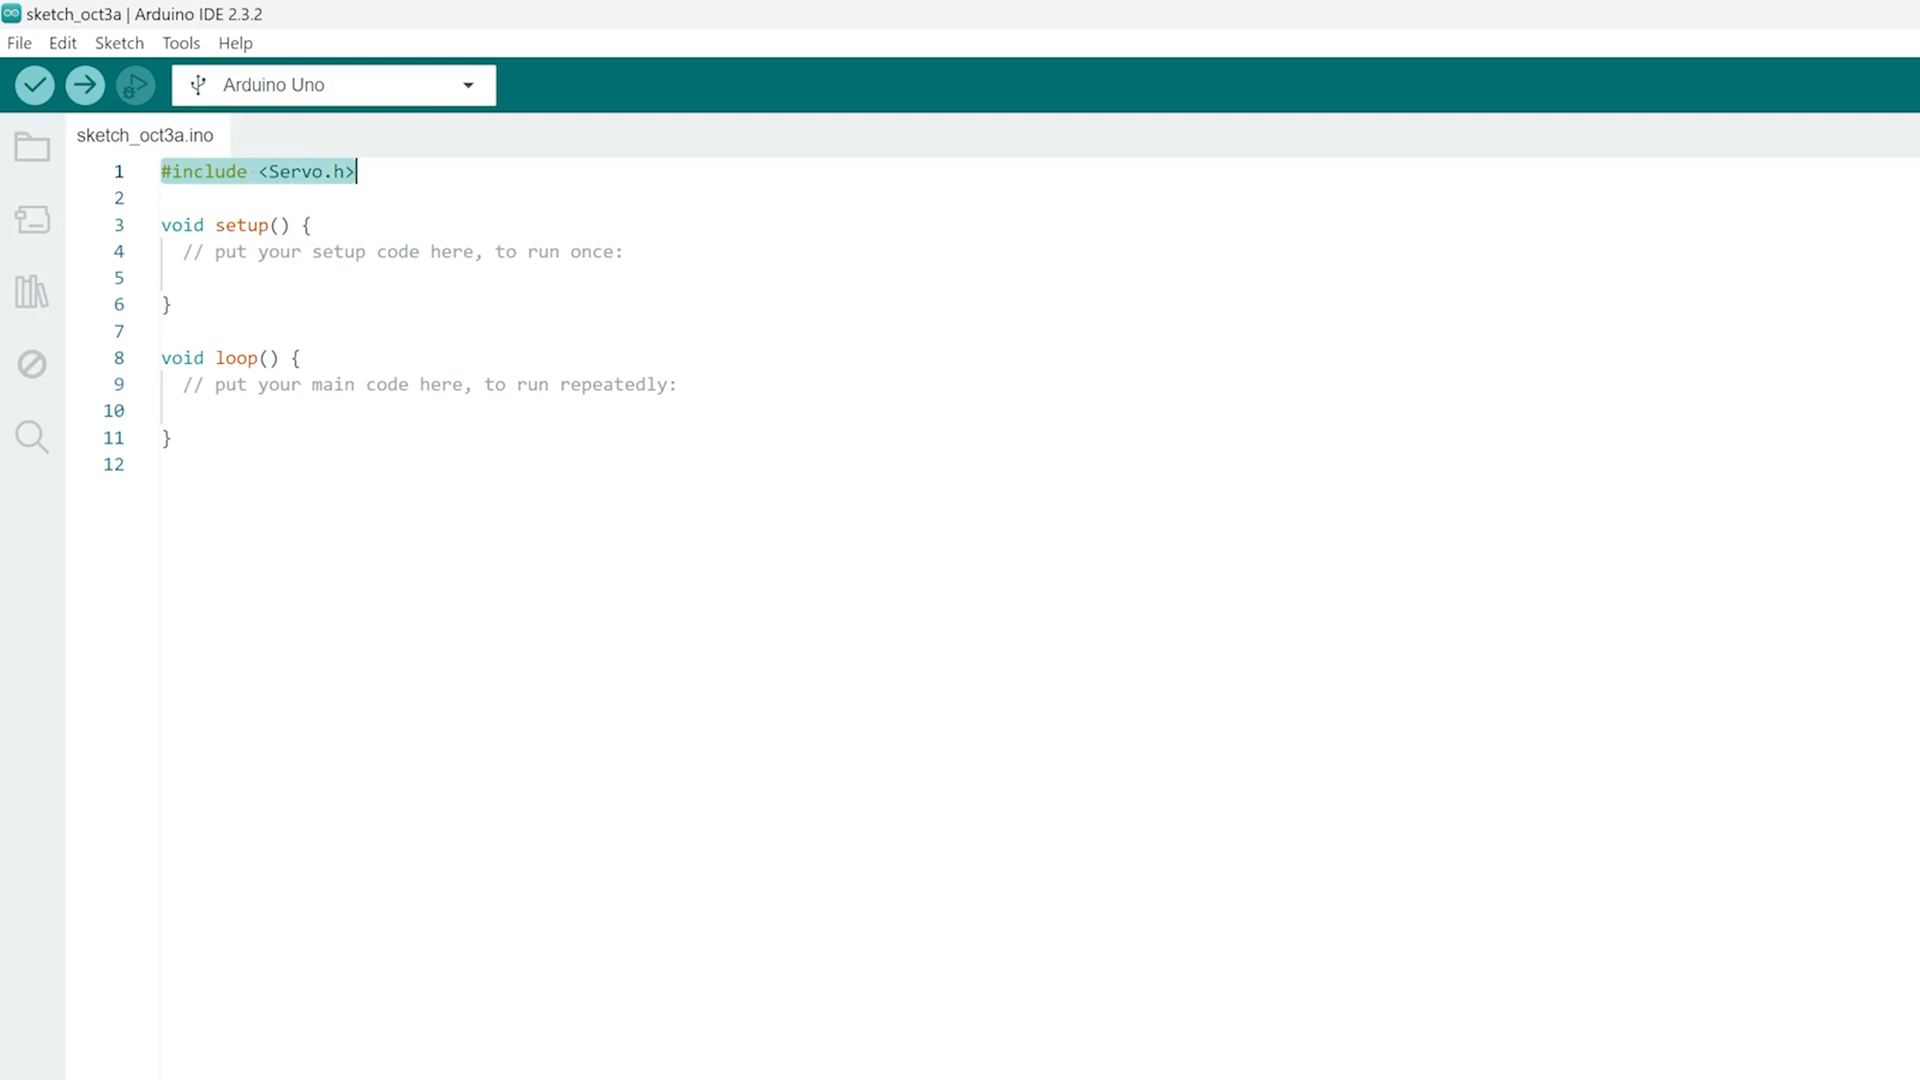 sketch_oct3a | Arduino IDE 2.3.2
File Edit Sketch Tools Help
Arduino Uno
sketch_oct3a.ino
1 #include <Servo.h>
2
3 void setup() {
4 // put your setup code here, to run once:
5
6 }
7
8 void loop() {
9 // put your main code here, to run repeatedly:
10
11 }
12